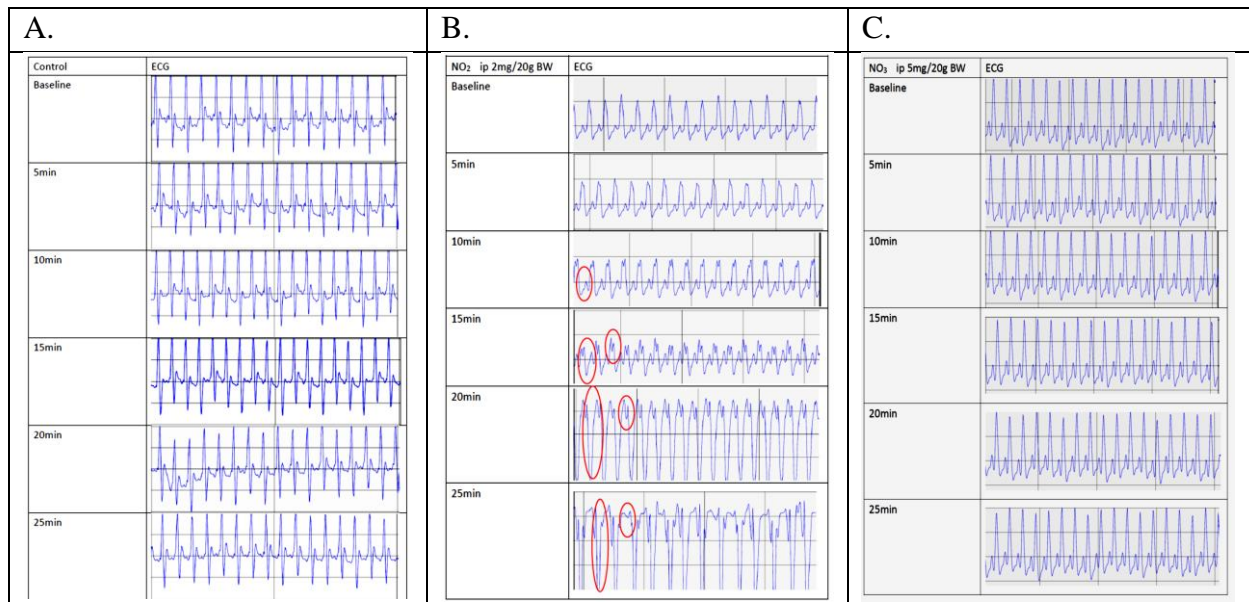 A.
Control ECG
Baseline
5min
10min
15min
20min
25min
B.
NO₂ ip 2mg/20g BW ECG
Baseline
5min
10min
15min
20min
25min
C.
NO₃ ip 5mg/20g BW ECG
Baseline
5min
10min
15min
20min
25min